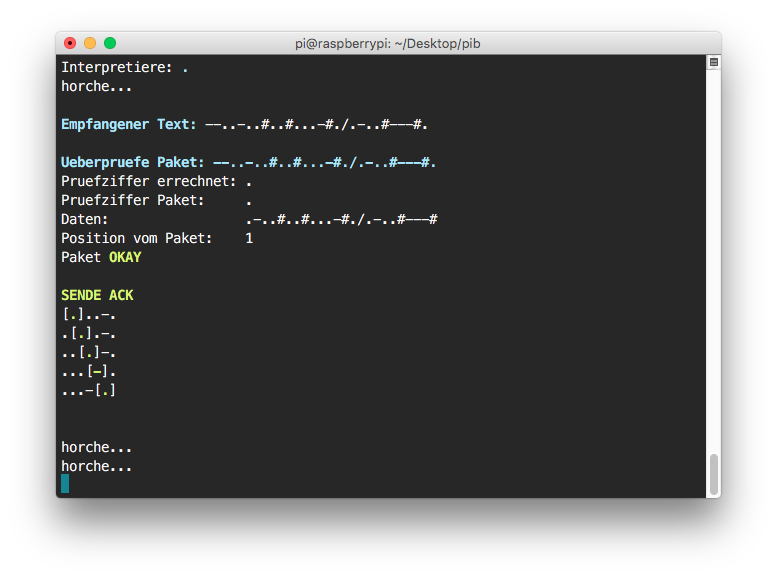 pi@raspberrypi: ~/Desktop/pib
Interpretiere: .
horche...
Empfangener Text: --..-..#..#...-#./.-..#---#.
Ueberpruefe Paket: --..-..#..#...-#./.-..#---#.
Pruefziffer errechnet: .
Pruefziffer Paket: .
Daten: .-..#..#...-#./.-..#---#
Position vom Paket: 1
Paket OKAY
SENDE ACK
[.]..-.
.[.].-.
..[.]-.
...[-].
...-[.]
horche...
horche...